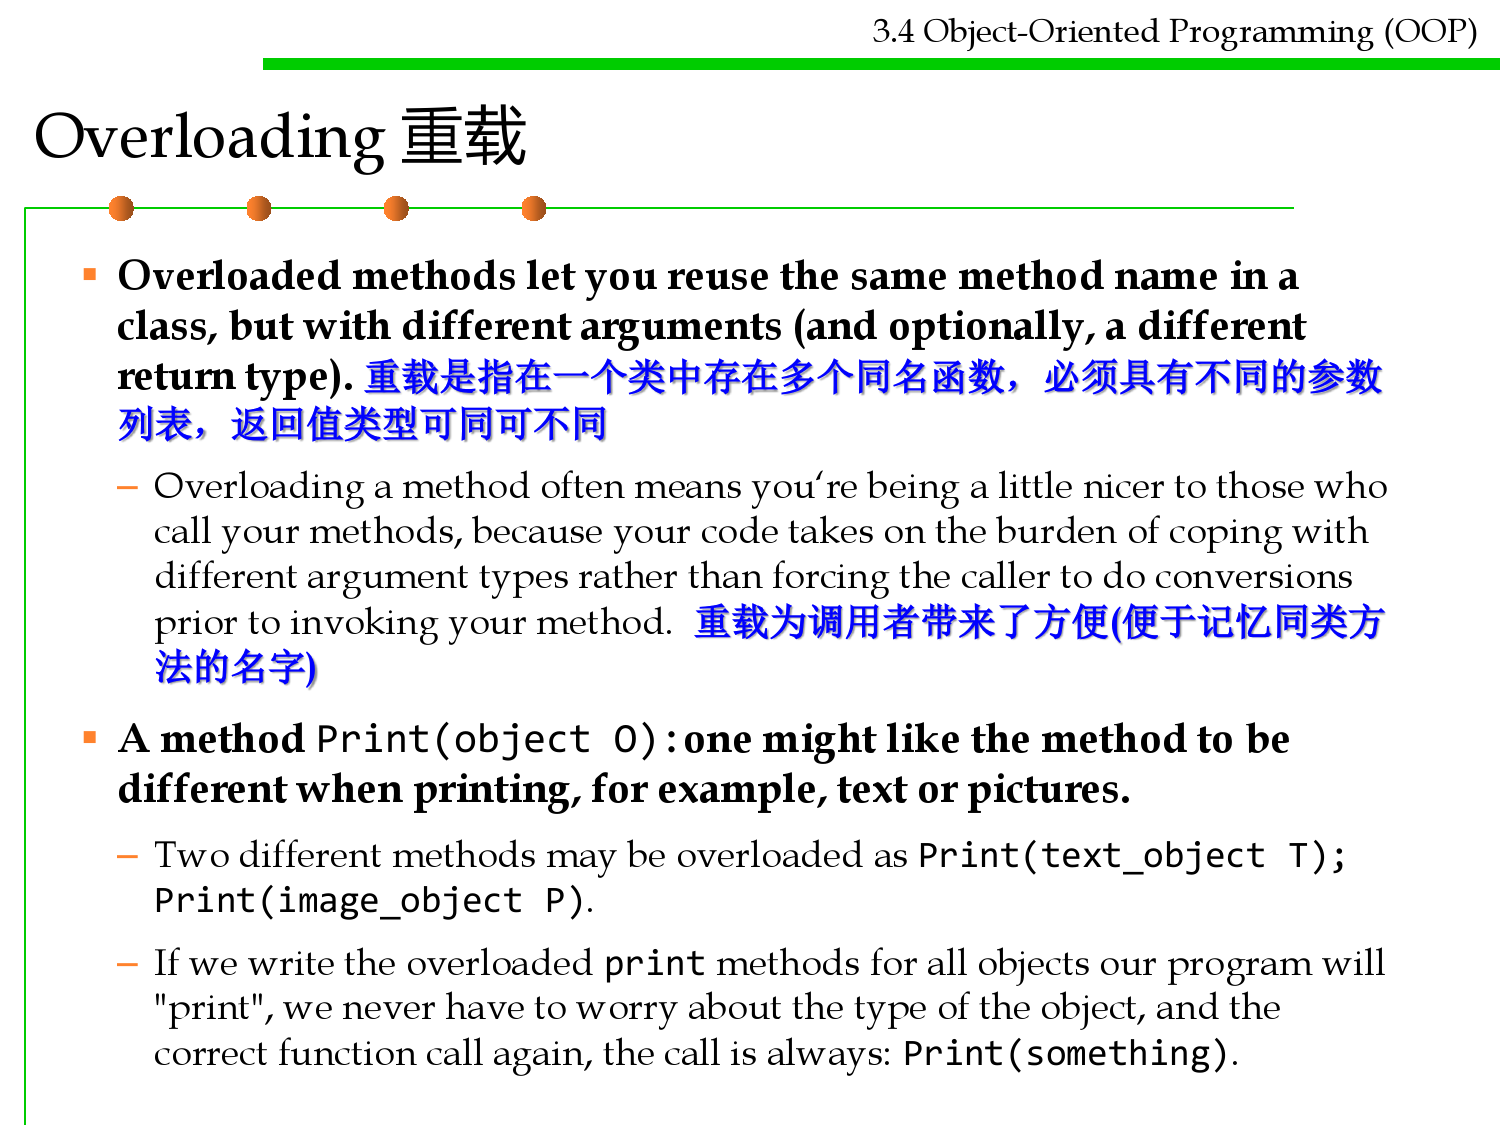 3.4 Object-Oriented Programming (OOP)
Overloading 重载
▪ Overloaded methods let you reuse the same method name in a
class, but with different arguments (and optionally, a different
return type). 重载是指在一个类中存在多个同名函数，必须具有不同的参数
列表，返回值类型可同可不同
– Overloading a method often means you‘re being a little nicer to those who
call your methods, because your code takes on the burden of coping with
different argument types rather than forcing the caller to do conversions
prior to invoking your method. 重载为调用者带来了方便(便于记忆同类方
法的名字)
▪ A method Print(object O):one might like the method to be
different when printing, for example, text or pictures.
– Two different methods may be overloaded as Print(text_object T);
Print(image_object P).
– If we write the overloaded print methods for all objects our program will
"print", we never have to worry about the type of the object, and the
correct function call again, the call is always: Print(something).